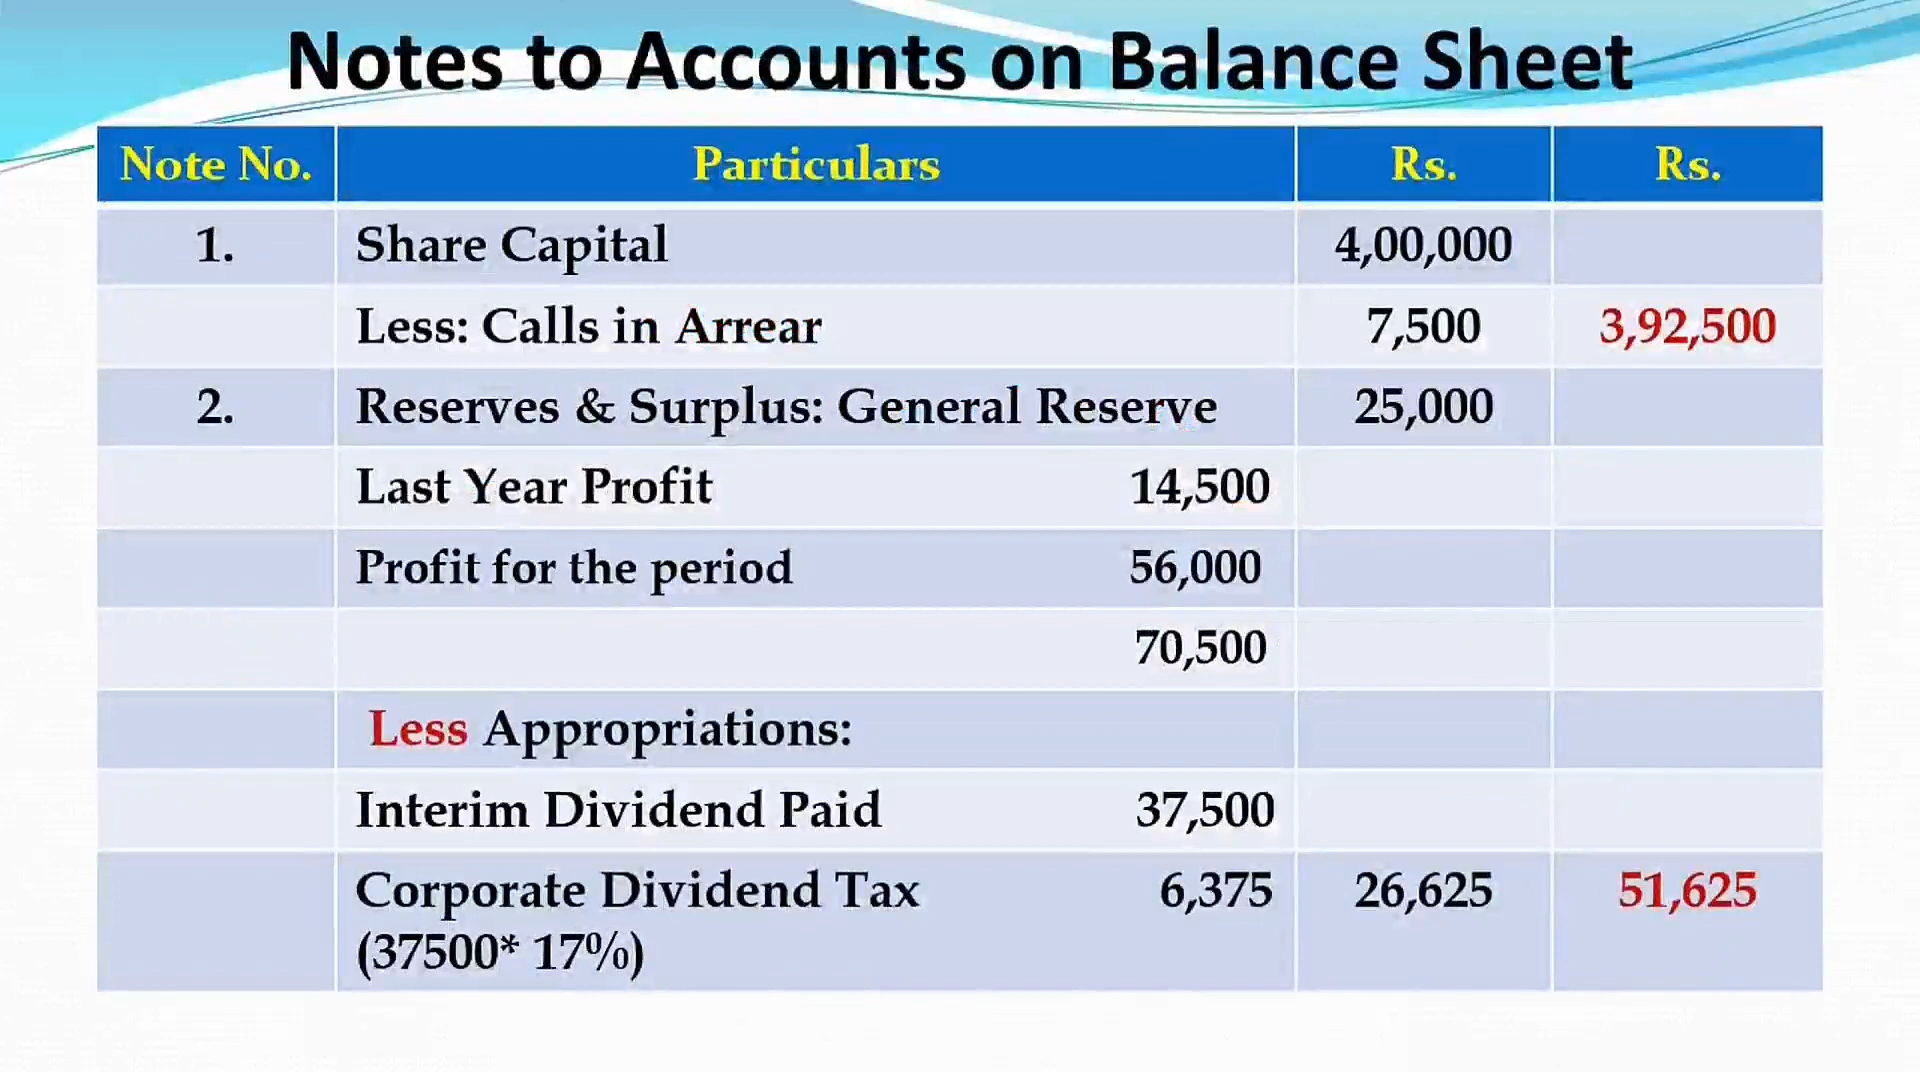 Notes to Accounts on Balance Sheet
Note No. Particulars Rs. Rs.
1. Share Capital 4,00,000
Less: Calls in Arrear 7,500 3,92,500
2. Reserves & Surplus: General Reserve 25,000
Last Year Profit 14,500
Profit for the period 56,000
70,500
Less Appropriations:
Interim Dividend Paid 37,500
Corporate Dividend Tax 6,375 26,625 51,625
(37500* 17%)